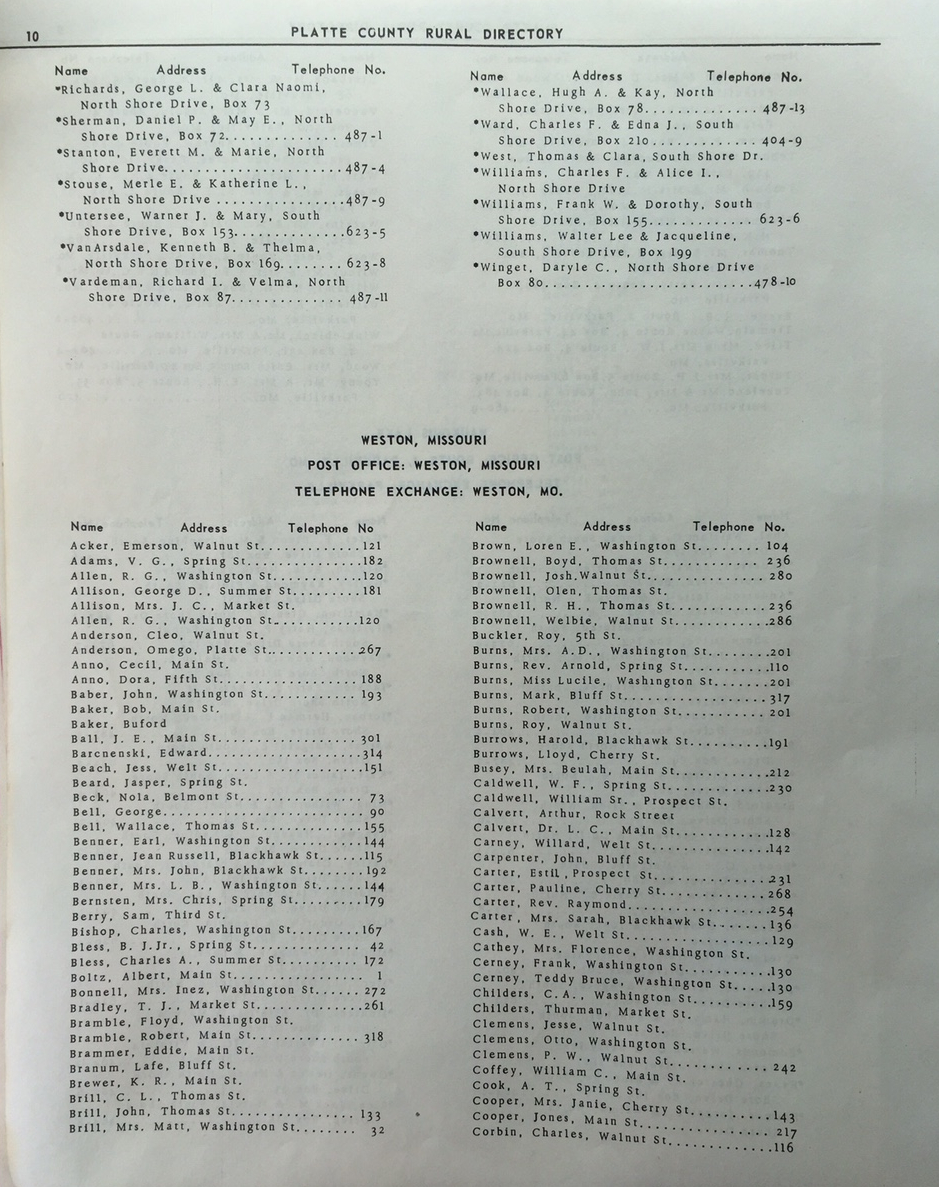 10
PLATTE COUNTY RURAL DIRECTORY
Name Address Telephone No.
*Richards, George L. & Clara Naomi,
North Shore Drive, Box 73
*Sherman, Daniel P. & May E., North
Shore Drive, Box 72............. 487-1
*Stanton, Everett M. & Marie, North
Shore Drive.....................487-4
*Stouse, Merle E. & Katherine L.,
North Shore Drive ...............487-9
*Untersee, Warner J. & Mary, South
Shore Drive, Box 153.............623-5
*VanArsdale, Kenneth B. & Thelma,
North Shore Drive, Box 169........623-8
*Vardeman, Richard I. & Velma, North
Shore Drive, Box 87............. 487-11
Name Address Telephone No.
*Wallace, Hugh A. & Kay, North
Shore Drive, Box 78............. 487-13
*Ward, Charles F. & Edna J., South
Shore Drive, Box 210............ 404-9
*West, Thomas & Clara, South Shore Dr.
*Williams, Charles F. & Alice I.,
North Shore Drive
*Williams, Frank W. & Dorothy, South
Shore Drive, Box 155............ 623-6
*Williams, Walter Lee & Jacqueline,
South Shore Drive, Box 199
*Winget, Daryle C., North Shore Drive
Box 80........................478-10
WESTON, MISSOURI
POST OFFICE: WESTON, MISSOURI
TELEPHONE EXCHANGE: WESTON, MO.
Name Address Telephone No
Acker, Emerson, Walnut St.............121
Adams, V. G., Spring St...............182
Allen, R. G., Washington St...........120
Allison, George D., Summer St.........181
Allison, Mrs. J. C., Market St.
Allen, R. G., Washington St...........120
Anderson, Cleo, Walnut St.
Anderson, Omego, Platte St............267
Anno, Cecil, Main St.
Anno, Dora, Fifth St.................. 188
Baber, John, Washington St............ 193
Baker, Bob, Main St.
Baker, Buford
Ball, J. E., Main St.................. 301
Barcnenski, Edward....................314
Beach, Jess, Welt St..................151
Beard, Jasper, Spring St.
Beck, Nola, Belmont St................ 73
Bell, George.......................... 90
Bell, Wallace, Thomas St..............155
Benner, Earl, Washington St...........144
Benner, Jean Russell, Blackhawk St......115
Benner, Mrs. John, Blackhawk St........192
Benner, Mrs. L. B., Washington St......144
Bernsten, Mrs. Chris, Spring St........179
Berry, Sam, Third St.
Bishop, Charles, Washington St.........167
Bless, B. J.Jr., Spring St............. 42
Bless, Charles A., Summer St.......... 172
Boltz, Albert, Main St................ 1
Bonnell, Mrs. Inez, Washington St...... 272
Bradley, T. J., Market St.............261
Bramble, Floyd, Washington St.
Bramble, Robert, Main St.............. 318
Brammer, Eddie, Main St.
Branum, Lafe, Bluff St.
Brewer, K. R., Main St.
Brill, C. L., Thomas St.
Brill, John, Thomas St................ 133
Brill, Mrs. Matt, Washington St........ 32
Name Address Telephone No.
Brown, Loren E., Washington St........ 104
Brownell, Boyd, Thomas St............ 236
Brownell, Josh.Walnut St.............. 280
Brownell, Olen, Thomas St.
Brownell, R. H., Thomas St............236
Brownell, Welbie, Walnut St...........286
Buckler, Roy, 5th St.
Burns, Mrs. A.D., Washington St........201
Burns, Rev. Arnold, Spring St..........110
Burns, Miss Lucile, Washington St.......201
Burns, Mark, Bluff St................. 317
Burns, Robert, Washington St.......... 201
Burns, Roy, Walnut St.
Burrows, Harold, Blackhawk St..........191
Burrows, Lloyd, Cherry St.
Busey, Mrs. Beulah, Main St...........212
Caldwell, W. F., Spring St............230
Caldwell, William Sr., Prospect St.
Calvert, Arthur, Rock Street
Calvert, Dr. L. C., Main St...........128
Carney, Willard, Welt St..............142
Carpenter, John, Bluff St.
Carter, Estil, Prospect St.............231
Carter, Pauline, Cherry St............268
Carter, Rev. Raymond..................254
Carter, Mrs. Sarah, Blackhawk St.......136
Cash, W. E., Welt St..................129
Cathey, Mrs. Florence, Washington St.
Cerney, Frank, Washington St..........130
Cerney, Teddy Bruce, Washington St.....130
Childers, C.A., Washington St.........159
Childers, Thurman, Market St.
Clemens, Jesse, Walnut St.
Clemens, Otto, Washington St.
Clemens, P. W., Walnut St............. 242
Coffey, William C., Main St.
Cook, A. T., Spring St.
Cooper, Mrs. Janie, Cherry St.........143
Cooper, Jones, Main St................ 217
Corbin, Charles, Walnut St............116